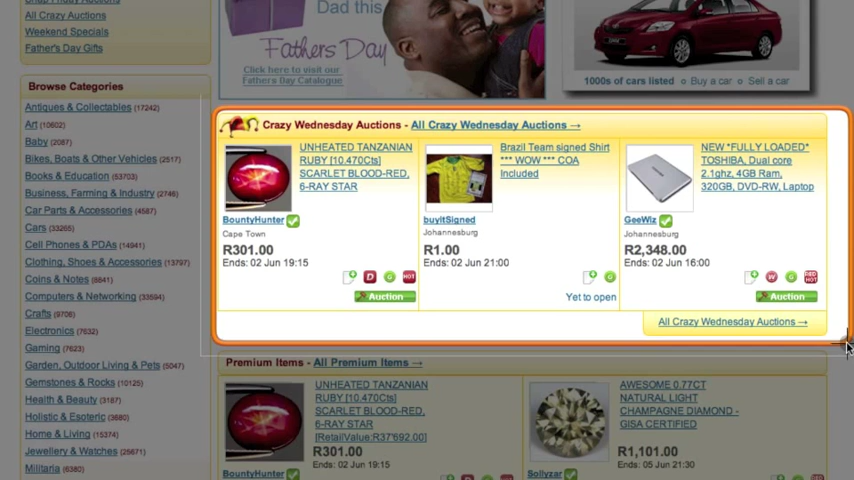 All Crazy Auctions
Weekend Specials
Father's Day Gifts
Dad this
Fathers Day
Click here to visit our
Fathers Day Catalogue
1000s of cars listed Buy a car Sell a car
Browse Categories
Antiques & Collectables (17242)
Art (10602)
Baby (2087)
Bikes, Boats & Other Vehicles (2517)
Books & Education (53703)
Business, Farming & Industry (2746)
Car Parts & Accessories (4587)
Cars (33265)
Cell Phones & PDAs (14941)
Clothing, Shoes & Accessories (13797)
Coins & Notes (8841)
Computers & Networking (33594)
Crafts (9706)
Electronics (7632)
Gaming (7623)
Garden, Outdoor Living & Pets (5047)
Gemstones & Rocks (10125)
Health & Beauty (3167)
Holistic & Esoteric (3680)
Home & Living (15374)
Jewellery & Watches (25671)
Militaria (6380)
Crazy Wednesday Auctions - All Crazy Wednesday Auctions →
UNHEATED TANZANIAN
RUBY [10.470Cts]
SCARLET BLOOD-RED,
6-RAY STAR
BountyHunter
Cape Town
R301.00
Ends: 02 Jun 19:15
D G HOT
Auction
Brazil Team signed Shirt
*** WOW *** COA
Included
buyitSigned
Johannesburg
R1.00
Ends: 02 Jun 21:00
G
Yet to open
NEW *FULLY LOADED*
TOSHIBA, Dual core
2.1ghz, 4GB Ram,
320GB, DVD-RW, Laptop
GeeWiz
Johannesburg
R2,348.00
Ends: 02 Jun 16:00
W G RED HOT
Auction
All Crazy Wednesday Auctions →
Premium Items - All Premium Items →
UNHEATED TANZANIAN
RUBY [10.470Cts]
SCARLET BLOOD-RED,
6-RAY STAR
[RetailValue:R37'692.00]
R301.00
Ends: 02 Jun 19:15
BountyHunter
AWESOME 0.77CT
NATURAL LIGHT
CHAMPAGNE DIAMOND -
GISA CERTIFIED
R1,101.00
Ends: 05 Jun 21:30
Sollyzar